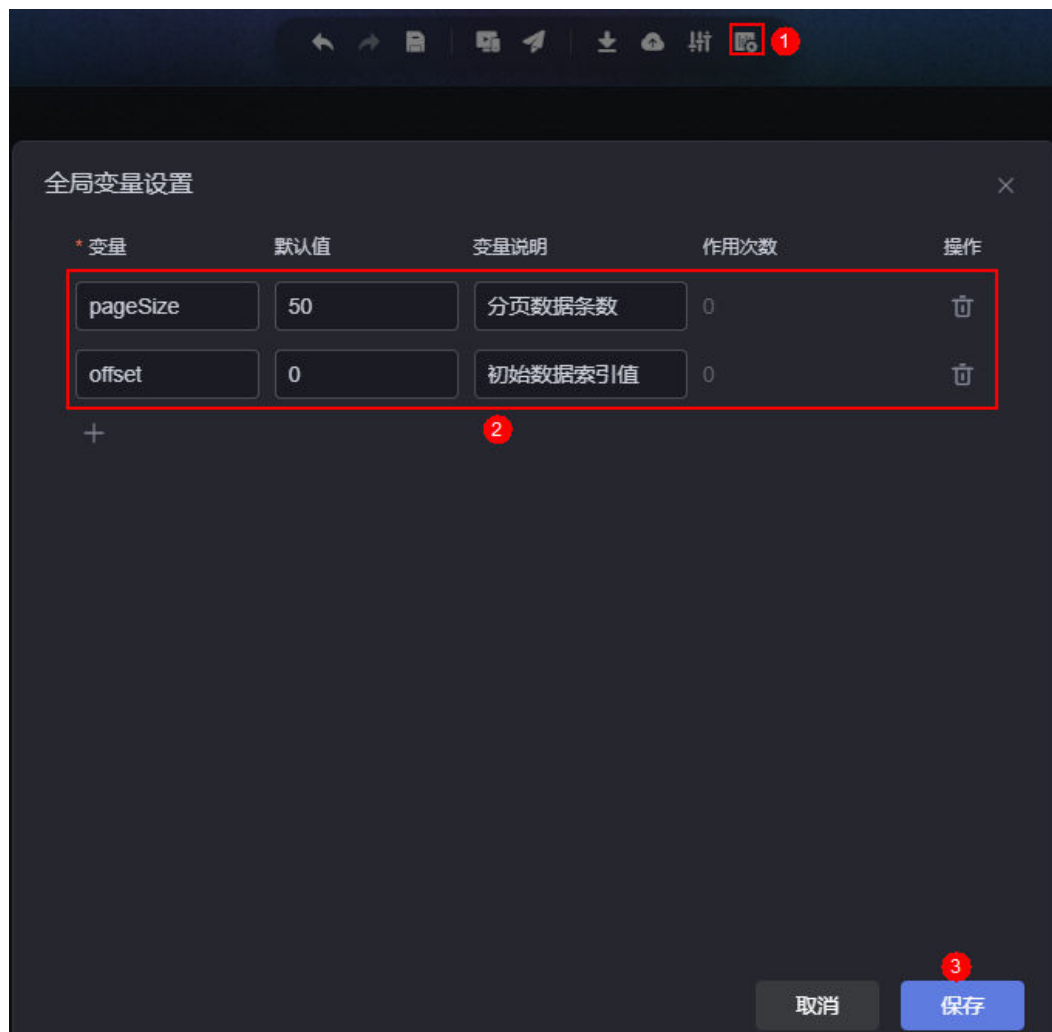 1
全局变量设置
* 变量 默认值 变量说明 作用次数 操作
pageSize 50 分页数据条数 0
offset 0 初始数据索引值 0
2
3
取消 保存